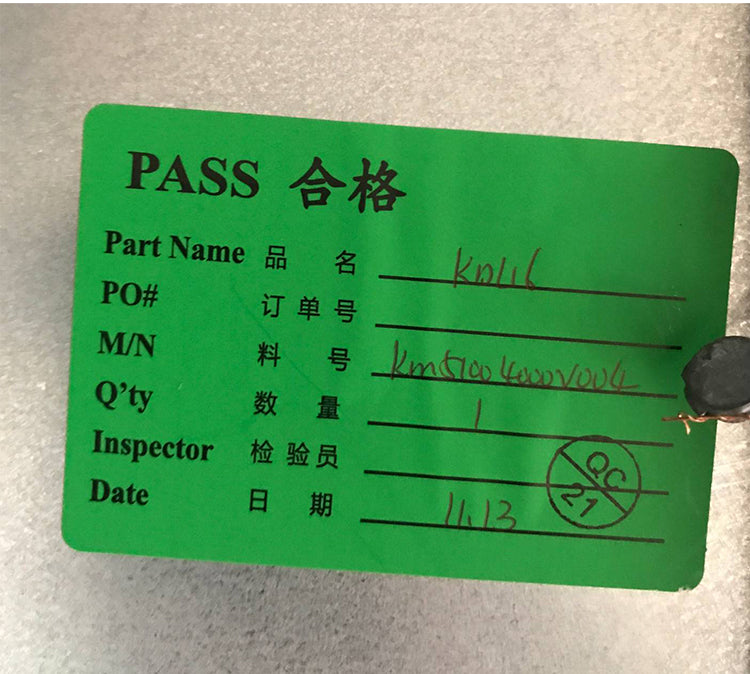 PASS 合格
Part Name 品 名 KDL16
PO# 订单号
M/N 料 号 Km51004000V004
Q'ty 数 量 1
Inspector 检验员 QC 21
Date 日 期 11.13